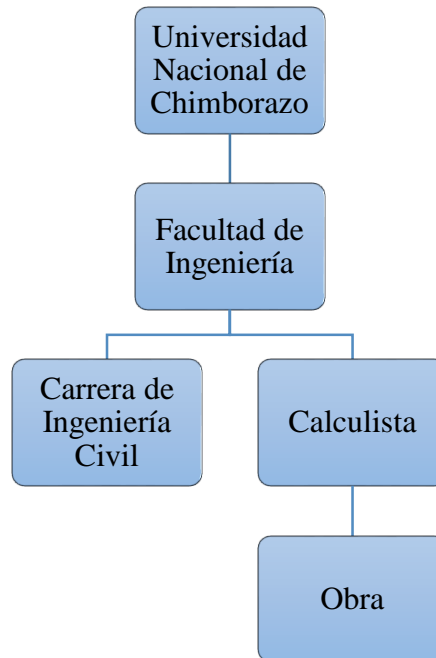 Universidad
Nacional de
Chimborazo
Facultad de
Ingeniería
Carrera de
Ingeniería
Civil
Calculista
Obra